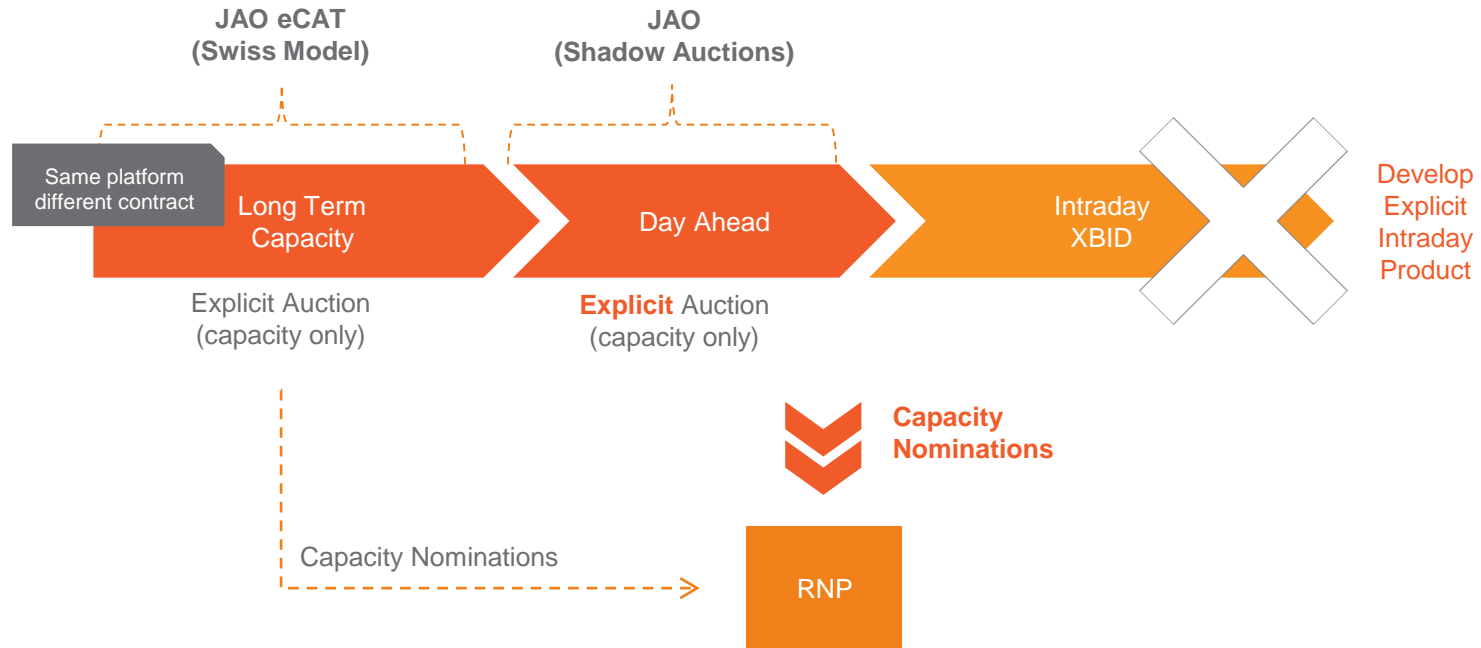 JAO eCAT
(Swiss Model)
JAO
(Shadow Auctions)
Same platform
different contract
Long Term
Capacity
Day Ahead
Intraday
XBID
Develop
Explicit
Intraday
Product
Explicit Auction
(capacity only)
Explicit Auction
(capacity only)
Capacity
Nominations
Capacity Nominations
RNP